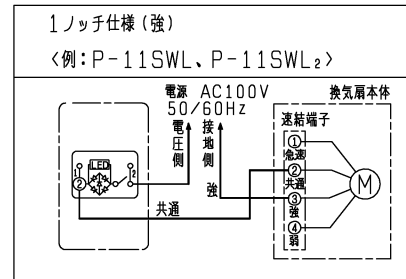 1ノッチ仕様(強)
〈例:P-11SWL、P-11SWL₂〉
電源 AC100V
50/60Hz
換気扇本体
電圧側
接地側
速結端子
LED
1
2
②
①
急速
②
共通
③
強
④
弱
強
共通
M